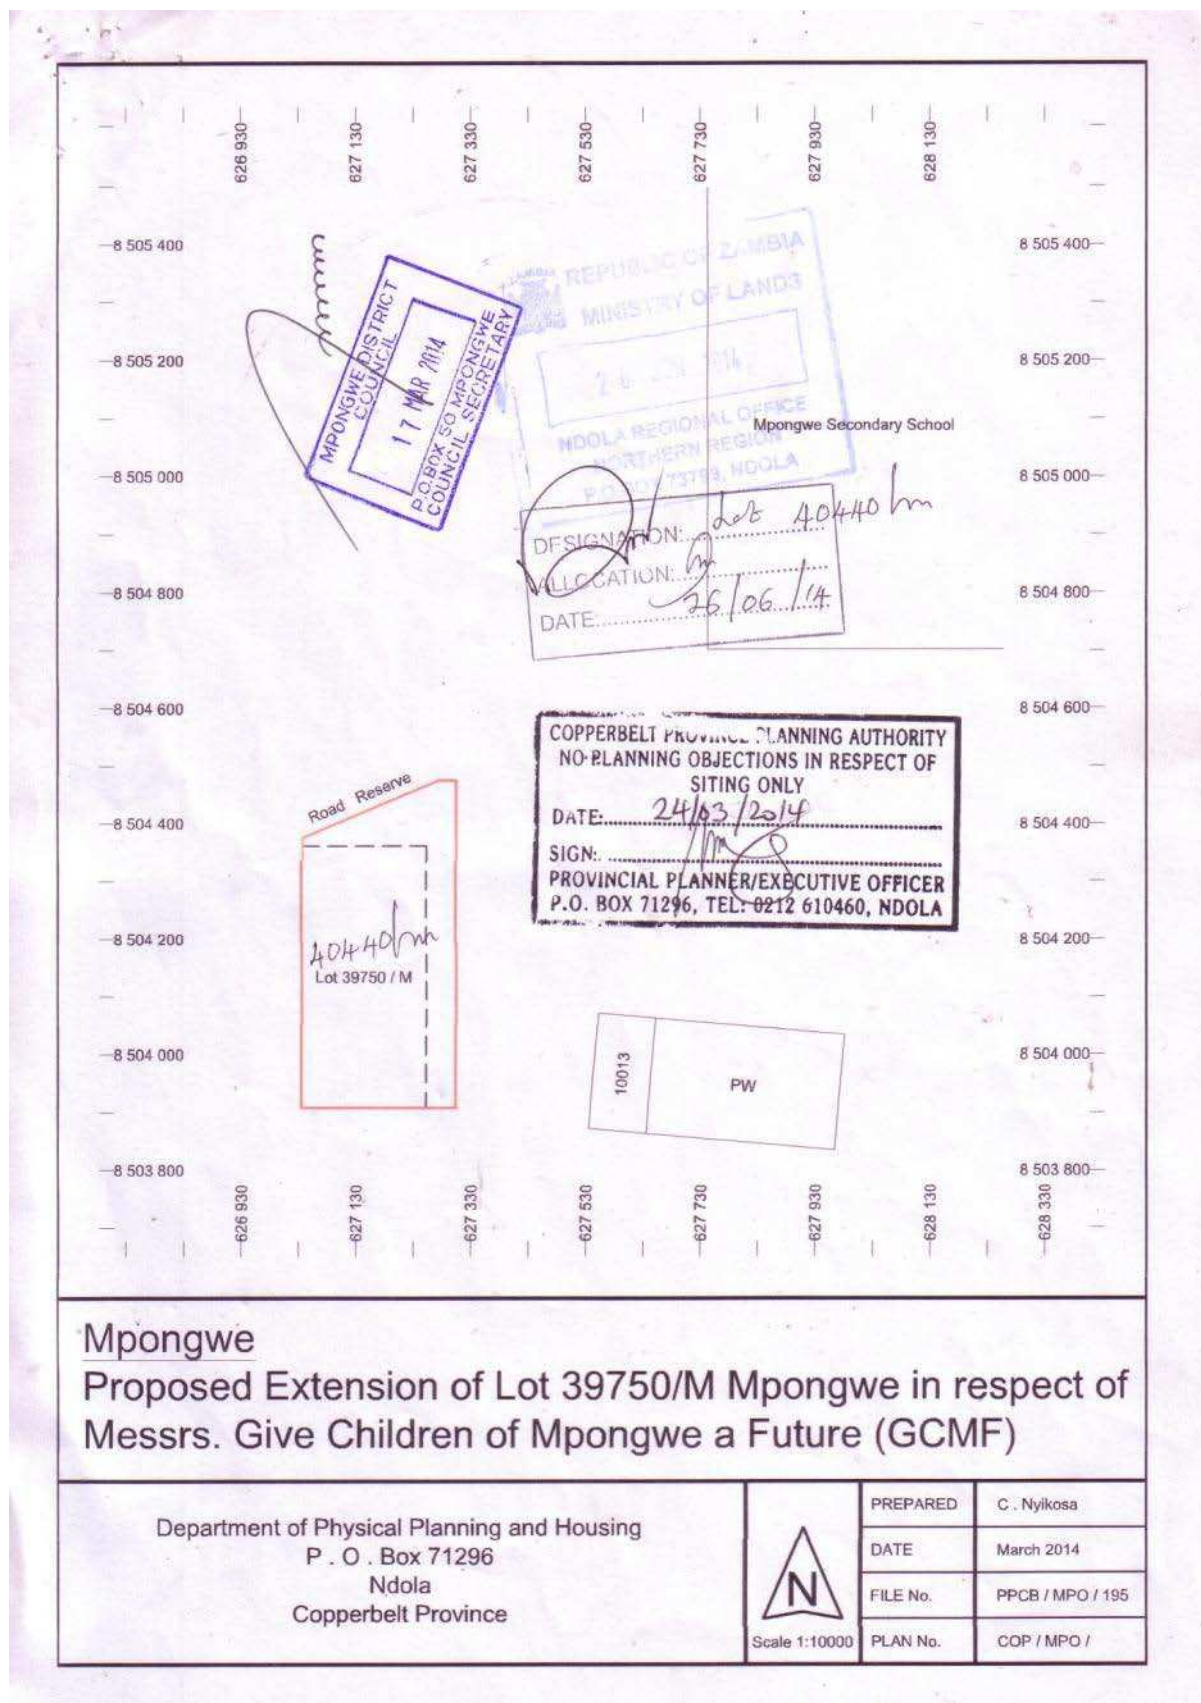 626 930
627 130
627 330
627 530
627 730
627 930
628 130
8 505 400
8 505 400
8 505 200
8 505 200
8 505 000
8 505 000
8 504 800
8 504 800
8 504 600
8 504 600
8 504 400
8 504 400
8 504 200
8 504 200
8 504 000
8 504 000
8 503 800
8 503 800
MPONGWE DISTRICT
COUNCIL
17 MAR 2014
P.O.BOX 50 MPONGWE
COUNCIL SECRETARY
REPUBLIC OF ZAMBIA
MINISTRY OF LANDS
26 JUN 2014
NDOLA REGIONAL OFFICE
NORTHERN REGION
P.O. BOX 73793, NDOLA
Mpongwe Secondary School
DESIGNATION: Lot 40440/m
ALLOCATION:
DATE: 26/06/14
COPPERBELT PROVINCE PLANNING AUTHORITY
NO PLANNING OBJECTIONS IN RESPECT OF
SITING ONLY
DATE: 24/03/2014
SIGN:
PROVINCIAL PLANNER/EXECUTIVE OFFICER
P.O. BOX 71296, TEL: 0212 610460, NDOLA
Road Reserve
40440/m
Lot 39750 / M
10013
PW
626 930
627 130
627 330
627 530
627 730
627 930
628 130
628 330
Mpongwe
Proposed Extension of Lot 39750/M Mpongwe in respect of
Messrs. Give Children of Mpongwe a Future (GCMF)
Department of Physical Planning and Housing
P . O . Box 71296
Ndola
Copperbelt Province
N
Scale 1:10000
PREPARED C . Nyikosa
DATE March 2014
FILE No. PPCB / MPO / 195
PLAN No. COP / MPO /